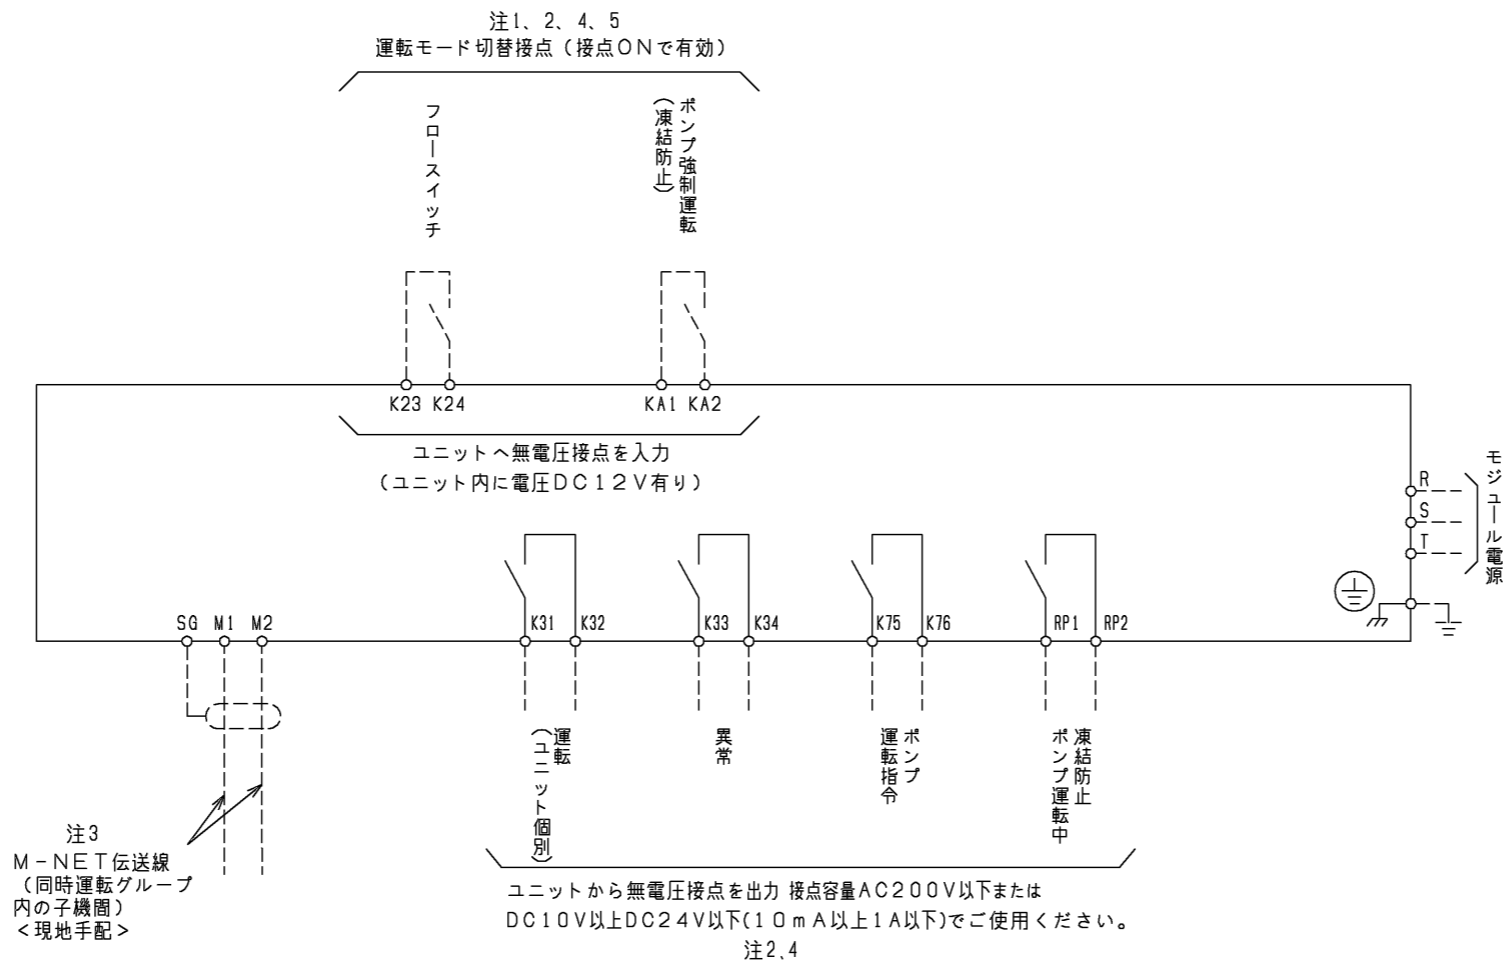 注1、2、4、5
運転モード切替接点（接点ONで有効）
フロースイッチ
ポンプ強制運転
（凍結防止）
K23 K24
KA1 KA2
ユニットへ無電圧接点を入力
（ユニット内に電圧DC12V有り）
R
S
T
モジュール電源
SG M1 M2
K31 K32
K33 K34
K75 K76
RP1 RP2
運転
（ユニット個別）
異常
ポンプ
運転指令
凍結防止
ポンプ運転中
注3
M-NET伝送線
（同時運転グループ
内の子機間）
<現地手配>
ユニットから無電圧接点を出力 接点容量AC200V以下または
DC10V以上DC24V以下(10mA以上1A以下)でご使用ください。
注2,4